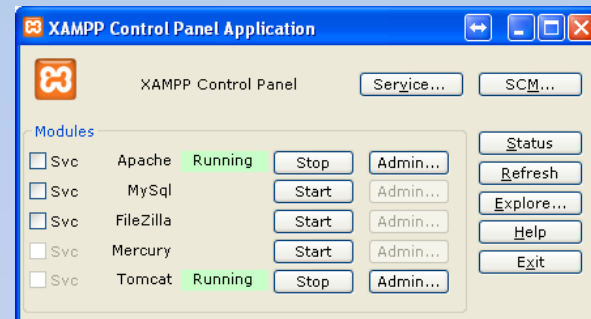 XAMPP Control Panel Application
XAMPP Control Panel Service... SCM...
Modules
Svc Apache Running Stop Admin...
Svc MySql Start Admin...
Svc FileZilla Start Admin...
Svc Mercury Start Admin...
Svc Tomcat Running Stop Admin...
Status
Refresh
Explore...
Help
Exit